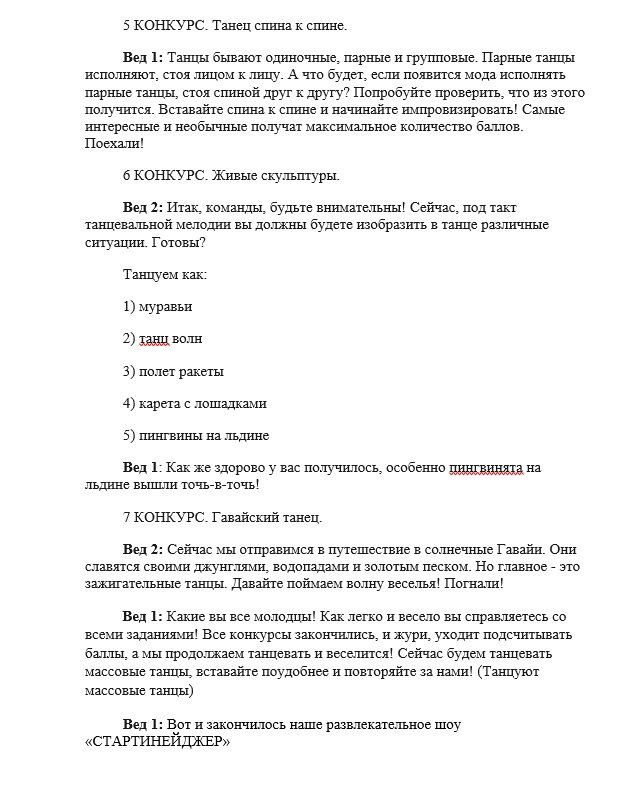 5 КОНКУРС. Танец спина к спине.
Вед 1: Танцы бывают одиночные, парные и групповые. Парные танцы
исполняют, стоя лицом к лицу. А что будет, если появится мода исполнять
парные танцы, стоя спиной друг к другу? Попробуйте проверить, что из этого
получится. Вставайте спина к спине и начинайте импровизировать! Самые
интересные и необычные получат максимальное количество баллов.
Поехали!
6 КОНКУРС. Живые скульптуры.
Вед 2: Итак, команды, будьте внимательны! Сейчас, под такт
танцевальной мелодии вы должны будете изобразить в танце различные
ситуации. Готовы?
Танцуем как:
1) муравьи
2) танц волн
3) полет ракеты
4) карета с лошадками
5) пингвины на льдине
Вед 1: Как же здорово у вас получилось, особенно пингвинята на
льдине вышли точь-в-точь!
7 КОНКУРС. Гавайский танец.
Вед 2: Сейчас мы отправимся в путешествие в солнечные Гавайи. Они
славятся своими джунглями, водопадами и золотым песком. Но главное - это
зажигательные танцы. Давайте поймаем волну веселья! Погнали!
Вед 1: Какие вы все молодцы! Как легко и весело вы справляетесь со
всеми заданиями! Все конкурсы закончились, и жури, уходит подсчитывать
баллы, а мы продолжаем танцевать и веселится! Сейчас будем танцевать
массовые танцы, вставайте поудобнее и повторяйте за нами! (Танцуют
массовые танцы)
Вед 1: Вот и закончилось наше развлекательное шоу
«СТАРТИНЕЙДЖЕР»